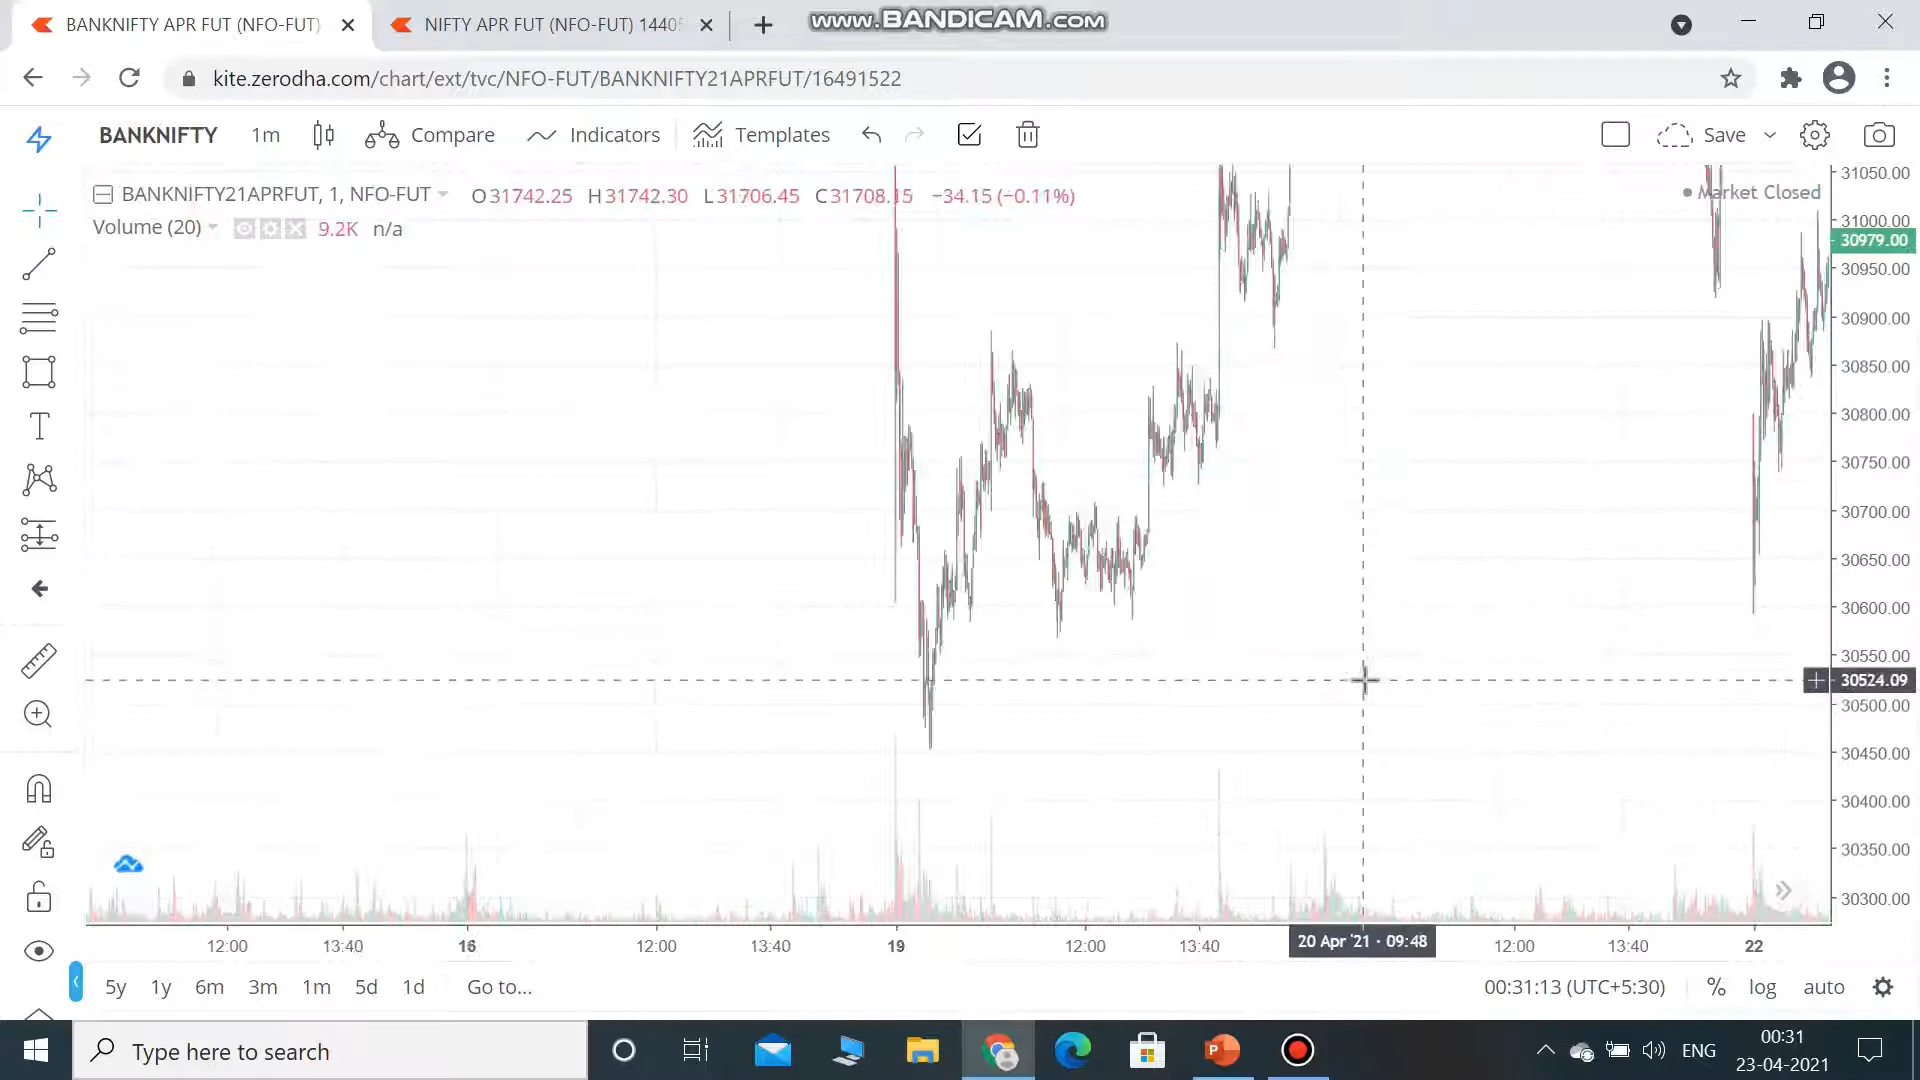 BANKNIFTY APR FUT (NFO-FUT)
NIFTY APR FUT (NFO-FUT) 14405
www.BANDICAM.com
kite.zerodha.com/chart/ext/tvc/NFO-FUT/BANKNIFTY21APRFUT/16491522
BANKNIFTY 1m Compare Indicators Templates Save
BANKNIFTY21APRFUT, 1, NFO-FUT O31742.25 H31742.30 L31706.45 C31708.15 −34.15 (−0.11%)
Market Closed
Volume (20) 9.2K n/a
31050.00
31000.00
30979.00
30950.00
30900.00
30850.00
30800.00
30750.00
30700.00
30650.00
30600.00
30550.00
30524.09
30500.00
30450.00
30400.00
30350.00
30300.00
12:00 13:40 16 12:00 13:40 19 12:00 13:40 20 Apr '21 · 09:48 12:00 13:40 22
5y 1y 6m 3m 1m 5d 1d Go to... 00:31:13 (UTC+5:30) % log auto
Type here to search
ENG
00:31
23-04-2021